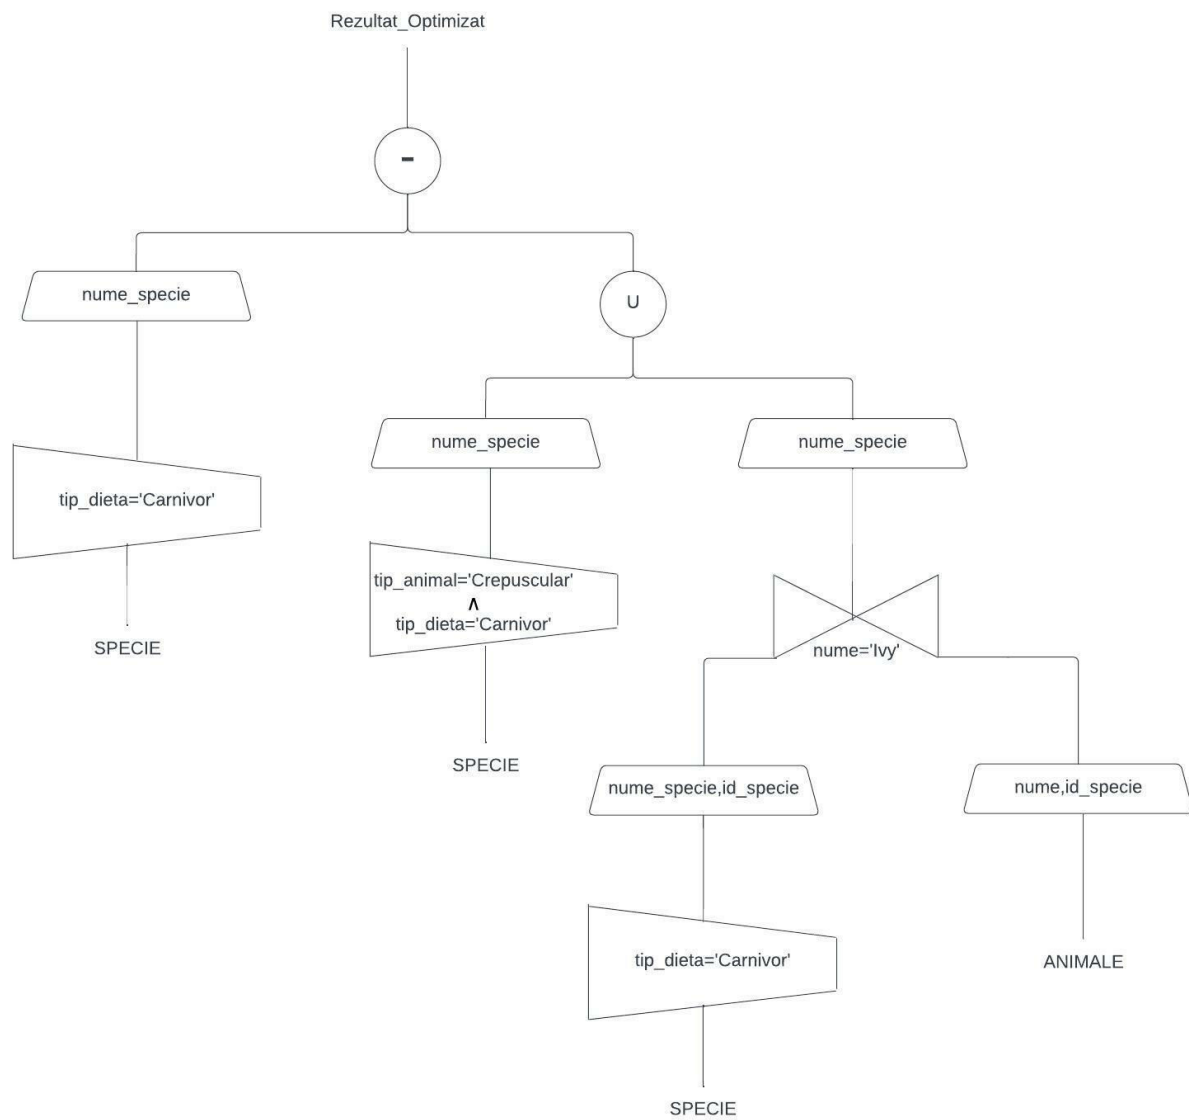 Rezultat_Optimizat
-
nume_specie
U
nume_specie
nume_specie
tip_dieta='Carnivor'
tip_animal='Crepuscular'
∧
tip_dieta='Carnivor'
SPECIE
nume='Ivy'
SPECIE
nume_specie,id_specie
nume,id_specie
tip_dieta='Carnivor'
ANIMALE
SPECIE